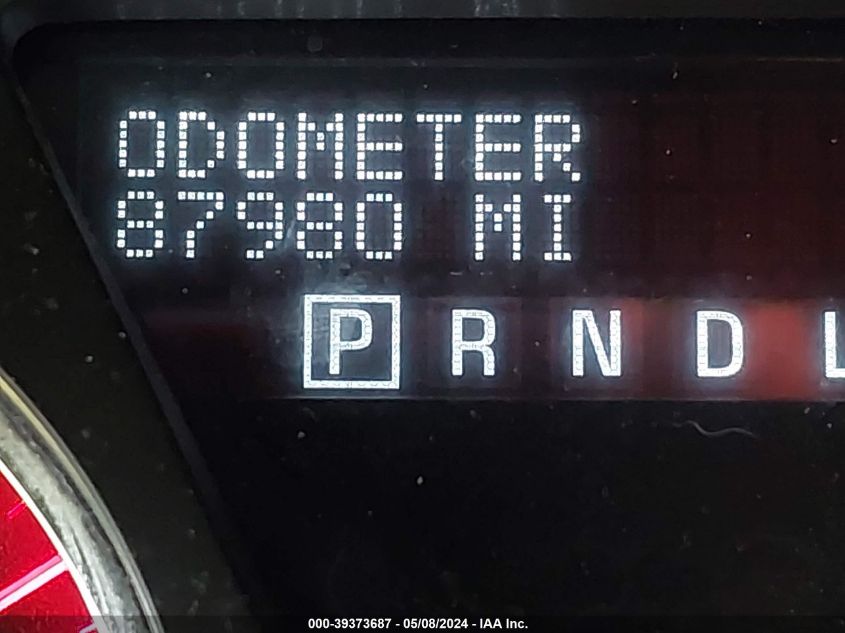 ODOMETER
87980 MI
P R N D L
000-39373687 - 05/08/2024 - IAA Inc.